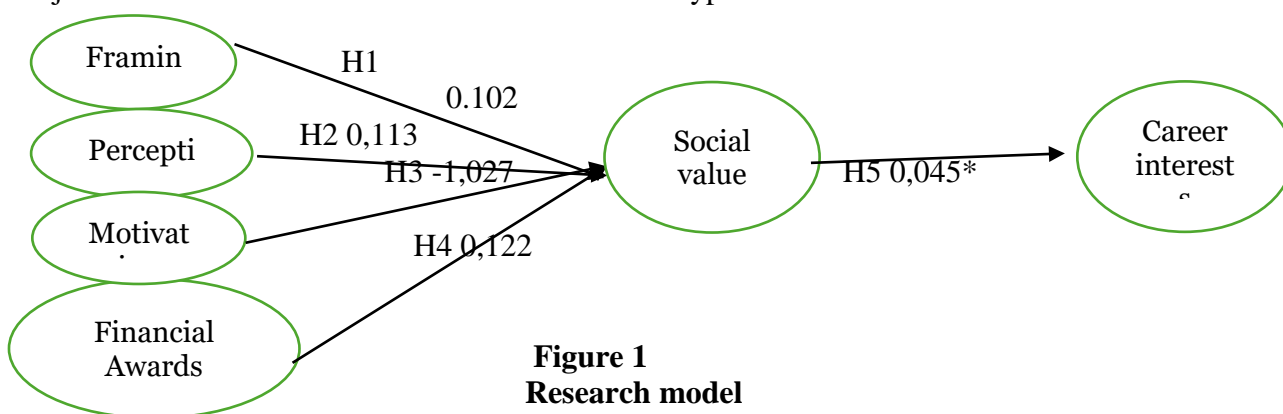 Framin
H1
0.102
Percepti
H2 0,113
H3 -1,027
Motivat
H4 0,122
Financial
Awards
Social
value
H5 0,045*
Career
interest
Figure 1
Research model